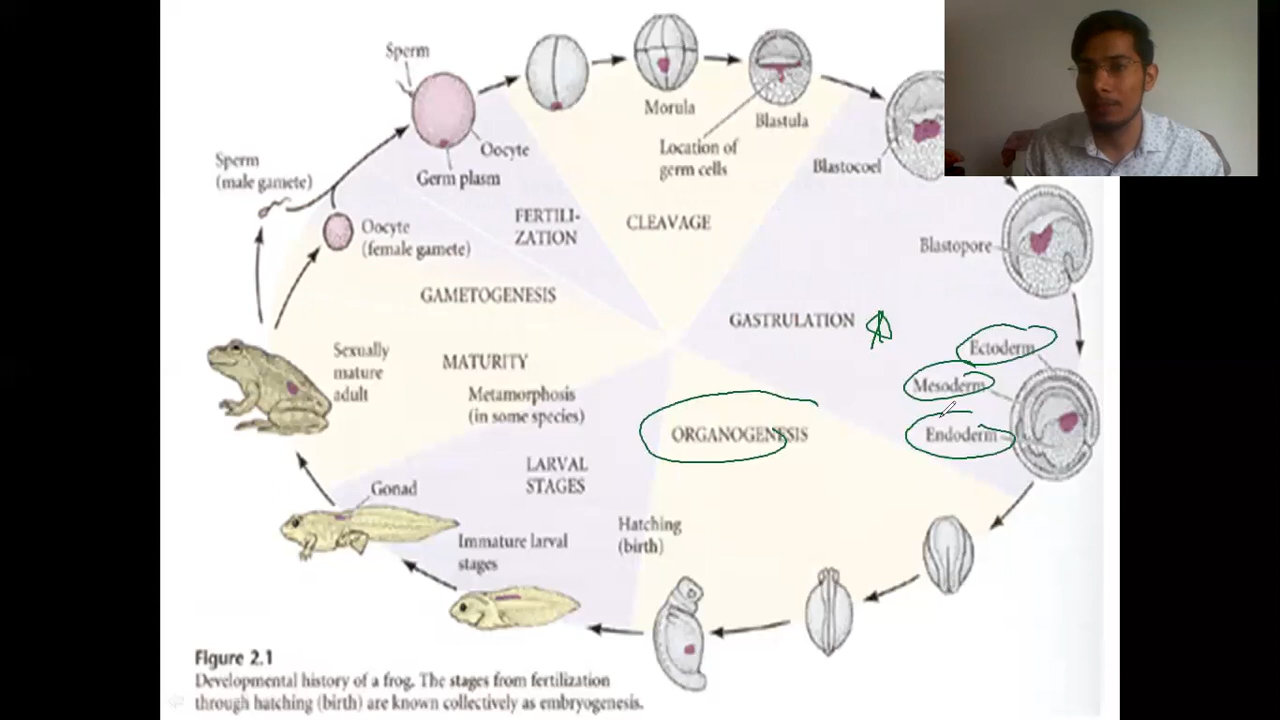 Sperm
Morula
Blastula
Oocyte
Germ plasm
Location of
germ cells
Blastocoel
Sperm
(male gamete)
Oocyte
(female gamete)
FERTILI-
ZATION
CLEAVAGE
Blastopore
GAMETOGENESIS
GASTRULATION
Ectoderm
Mesoderm
Endoderm
Sexually
mature
adult
MATURITY
Metamorphosis
(in some species)
ORGANOGENESIS
LARVAL
STAGES
Gonad
Immature larval
stages
Hatching
(birth)
Figure 2.1
Developmental history of a frog. The stages from fertilization
through hatching (birth) are known collectively as embryogenesis.